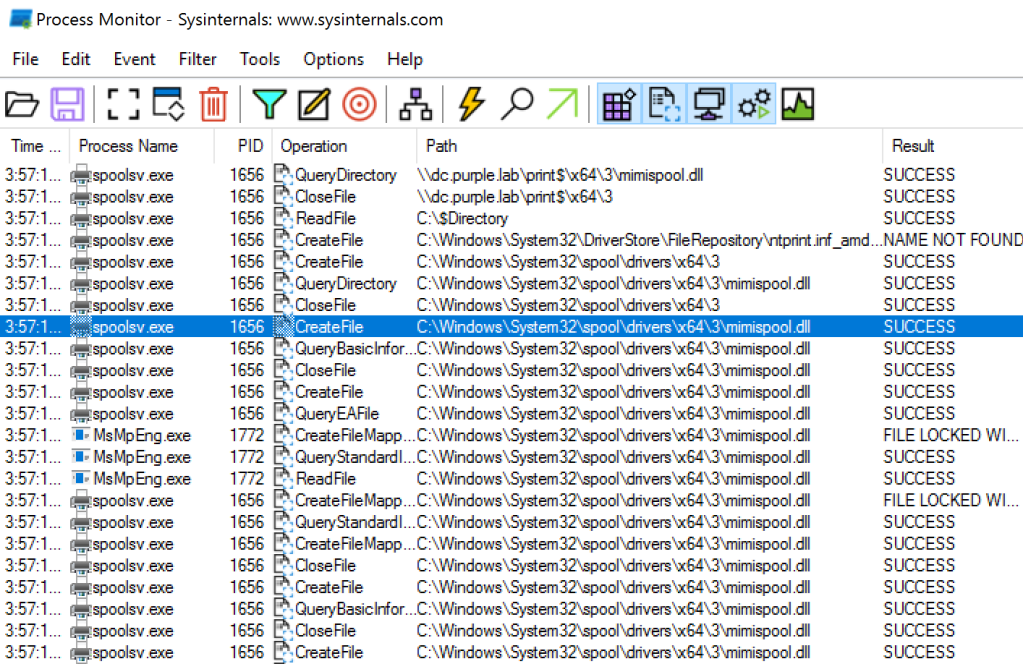 Process Monitor - Sysinternals: www.sysinternals.com
File Edit Event Filter Tools Options Help
Time ... Process Name PID Operation Path Result
3:57:1... spoolsv.exe 1656 QueryDirectory \\dc.purple.lab\print$\x64\3\mimispool.dll SUCCESS
3:57:1... spoolsv.exe 1656 CloseFile \\dc.purple.lab\print$\x64\3 SUCCESS
3:57:1... spoolsv.exe 1656 ReadFile C:\$Directory SUCCESS
3:57:1... spoolsv.exe 1656 CreateFile C:\Windows\System32\DriverStore\FileRepository\ntprint.inf_amd... NAME NOT FOUND
3:57:1... spoolsv.exe 1656 CreateFile C:\Windows\System32\spool\drivers\x64\3 SUCCESS
3:57:1... spoolsv.exe 1656 QueryDirectory C:\Windows\System32\spool\drivers\x64\3\mimispool.dll SUCCESS
3:57:1... spoolsv.exe 1656 CloseFile C:\Windows\System32\spool\drivers\x64\3 SUCCESS
3:57:1... spoolsv.exe 1656 CreateFile C:\Windows\System32\spool\drivers\x64\3\mimispool.dll SUCCESS
3:57:1... spoolsv.exe 1656 QueryBasicInfor... C:\Windows\System32\spool\drivers\x64\3\mimispool.dll SUCCESS
3:57:1... spoolsv.exe 1656 CloseFile C:\Windows\System32\spool\drivers\x64\3\mimispool.dll SUCCESS
3:57:1... spoolsv.exe 1656 CreateFile C:\Windows\System32\spool\drivers\x64\3\mimispool.dll SUCCESS
3:57:1... spoolsv.exe 1656 QueryEAFile C:\Windows\System32\spool\drivers\x64\3\mimispool.dll SUCCESS
3:57:1... MsMpEng.exe 1772 CreateFileMapp... C:\Windows\System32\spool\drivers\x64\3\mimispool.dll FILE LOCKED WI...
3:57:1... MsMpEng.exe 1772 QueryStandardI... C:\Windows\System32\spool\drivers\x64\3\mimispool.dll SUCCESS
3:57:1... MsMpEng.exe 1772 ReadFile C:\Windows\System32\spool\drivers\x64\3\mimispool.dll SUCCESS
3:57:1... spoolsv.exe 1656 CreateFileMapp... C:\Windows\System32\spool\drivers\x64\3\mimispool.dll FILE LOCKED WI...
3:57:1... spoolsv.exe 1656 QueryStandardI... C:\Windows\System32\spool\drivers\x64\3\mimispool.dll SUCCESS
3:57:1... spoolsv.exe 1656 CreateFileMapp... C:\Windows\System32\spool\drivers\x64\3\mimispool.dll SUCCESS
3:57:1... spoolsv.exe 1656 CloseFile C:\Windows\System32\spool\drivers\x64\3\mimispool.dll SUCCESS
3:57:1... spoolsv.exe 1656 CreateFile C:\Windows\System32\spool\drivers\x64\3\mimispool.dll SUCCESS
3:57:1... spoolsv.exe 1656 QueryBasicInfor... C:\Windows\System32\spool\drivers\x64\3\mimispool.dll SUCCESS
3:57:1... spoolsv.exe 1656 CloseFile C:\Windows\System32\spool\drivers\x64\3\mimispool.dll SUCCESS
3:57:1... spoolsv.exe 1656 CreateFile C:\Windows\System32\spool\drivers\x64\3\mimispool.dll SUCCESS